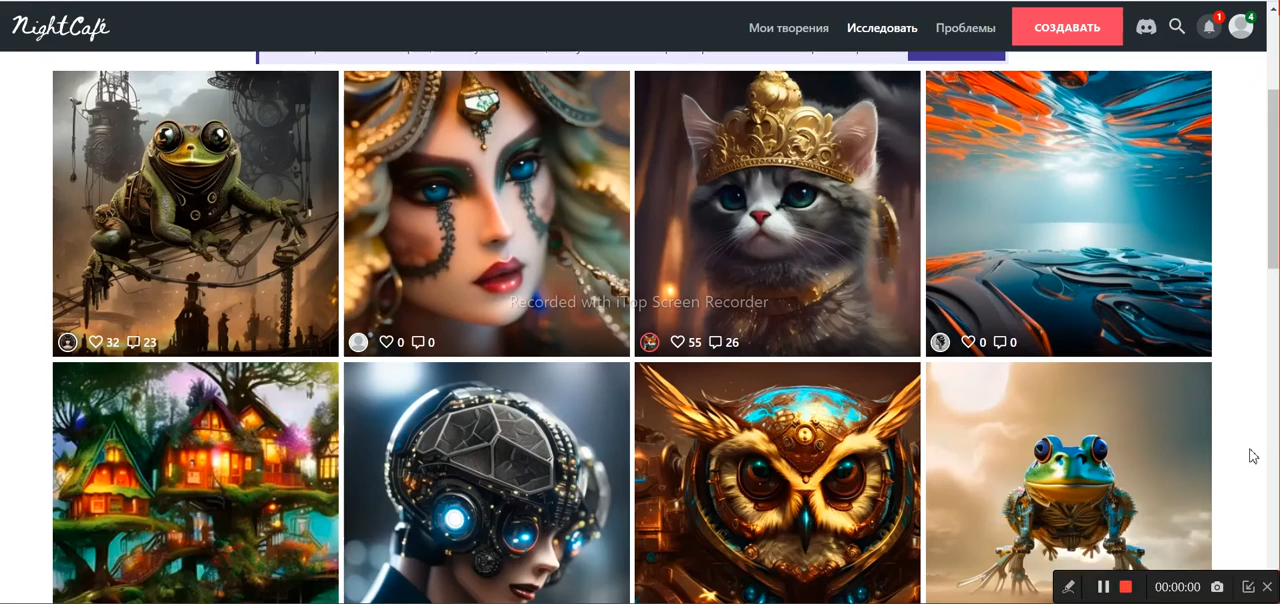 NightCafé
Мои творения
Исследовать
Проблемы
СОЗДАВАТЬ
1
4
32
23
0
0
55
26
0
0
Recorded with iTop Screen Recorder
00:00:00